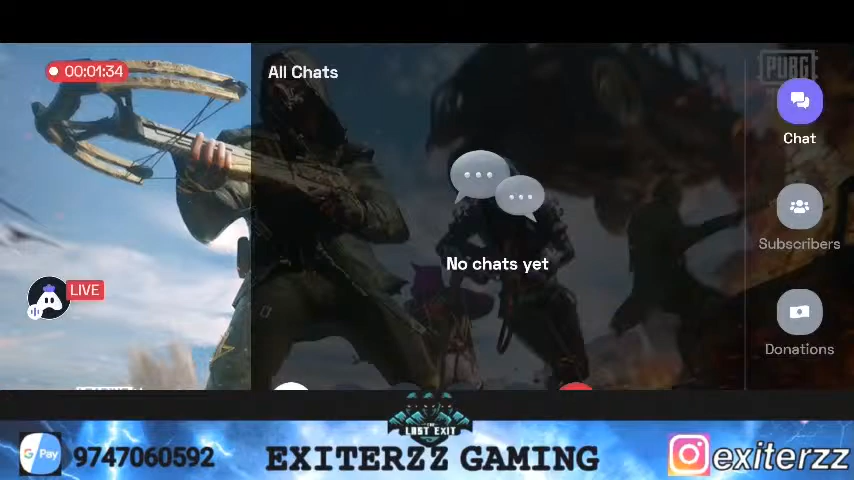 00:01:34
All Chats
PUBG
Chat
No chats yet
Subscribers
LIVE
Donations
LOST EXIT
G Pay
9747060592
EXITERZZ GAMING
exiterzz